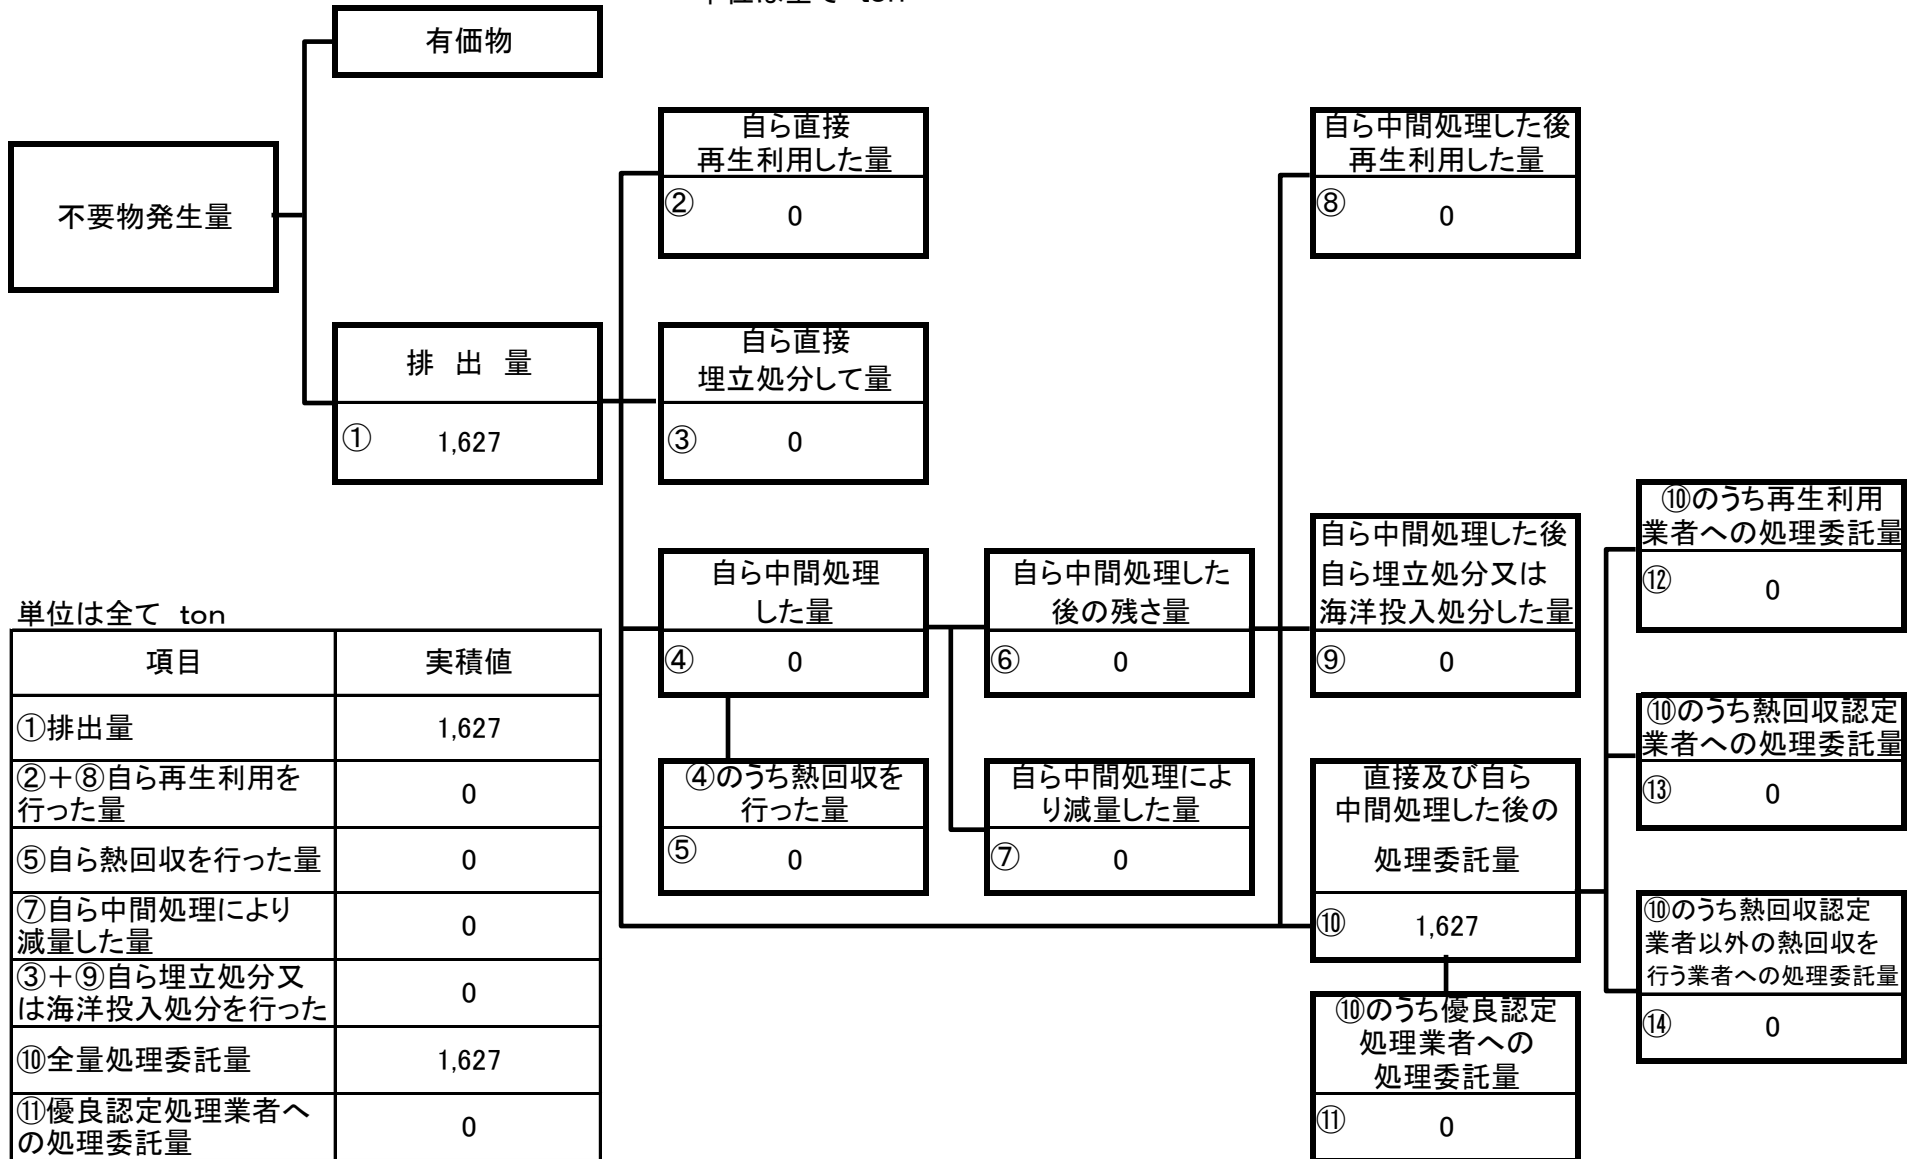 単位は全て ton
有価物
不要物発生量
排 出 量
① 1,627
自ら直接
再生利用した量
② 0
自ら直接
埋立処分して量
③ 0
自ら中間処理
した量
④ 0
④のうち熱回収を
行った量
⑤ 0
自ら中間処理した
後の残さ量
⑥ 0
自ら中間処理によ
り減量した量
⑦ 0
自ら中間処理した後
再生利用した量
⑧ 0
自ら中間処理した後
自ら埋立処分又は
海洋投入処分した量
⑨ 0
直接及び自ら
中間処理した後の
処理委託量
⑩ 1,627
⑩のうち優良認定
処理業者への
処理委託量
⑪ 0
⑩のうち再生利用
業者への処理委託量
⑫ 0
⑩のうち熱回収認定
業者への処理委託量
⑬ 0
⑩のうち熱回収認定
業者以外の熱回収を
行う業者への処理委託量
⑭ 0
単位は全て ton
項目 実積値
①排出量 1,627
②＋⑧自ら再生利用を
行った量 0
⑤自ら熱回収を行った量 0
⑦自ら中間処理により
減量した量 0
③＋⑨自ら埋立処分又
は海洋投入処分を行った 0
⑩全量処理委託量 1,627
⑪優良認定処理業者へ
の処理委託量 0